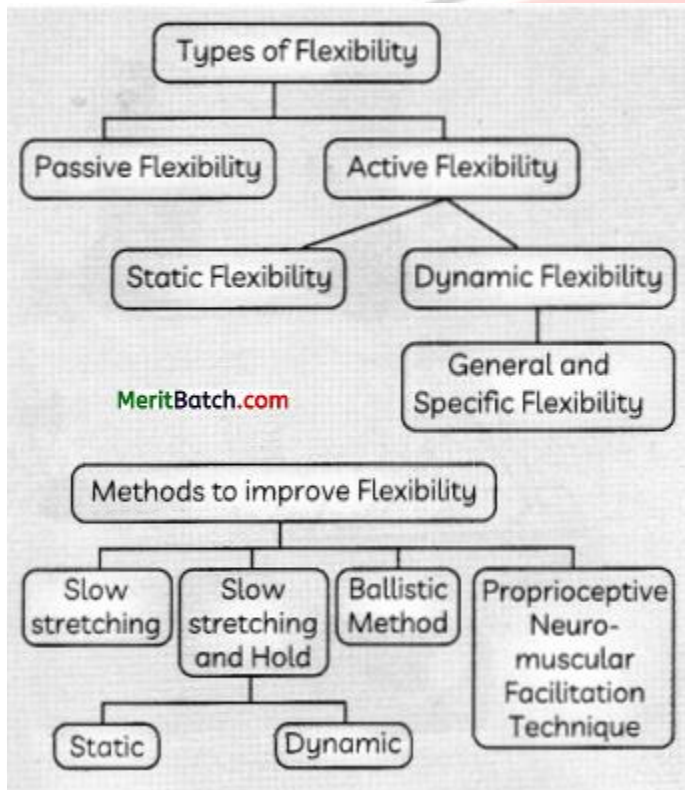 Types of Flexibility
Passive Flexibility
Active Flexibility
Static Flexibility
Dynamic Flexibility
General and
Specific Flexibility
MeritBatch.com
Methods to improve Flexibility
Slow
stretching
Slow
stretching
and Hold
Ballistic
Method
Proprioceptive
Neuro-
muscular
Facilitation
Technique
Static
Dynamic